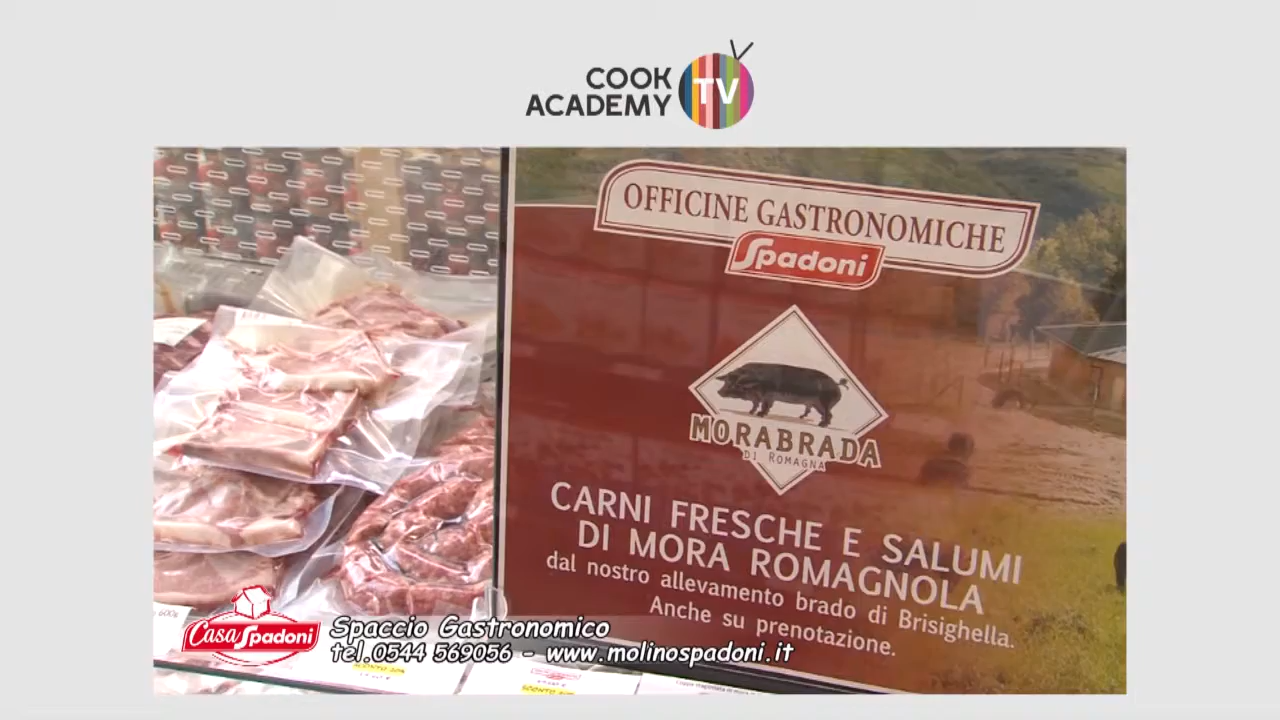 COOK
ACADEMY
TV
OFFICINE GASTRONOMICHE
Spadoni
MORABRADA
DI ROMAGNA
CARNI FRESCHE E SALUMI
DI MORA ROMAGNOLA
dal nostro allevamento brado di Brisighella.
Anche su prenotazione.
600g
Casa Spadoni
Spaccio Gastronomico
tel.0544 569056 - www.molinospadoni.it